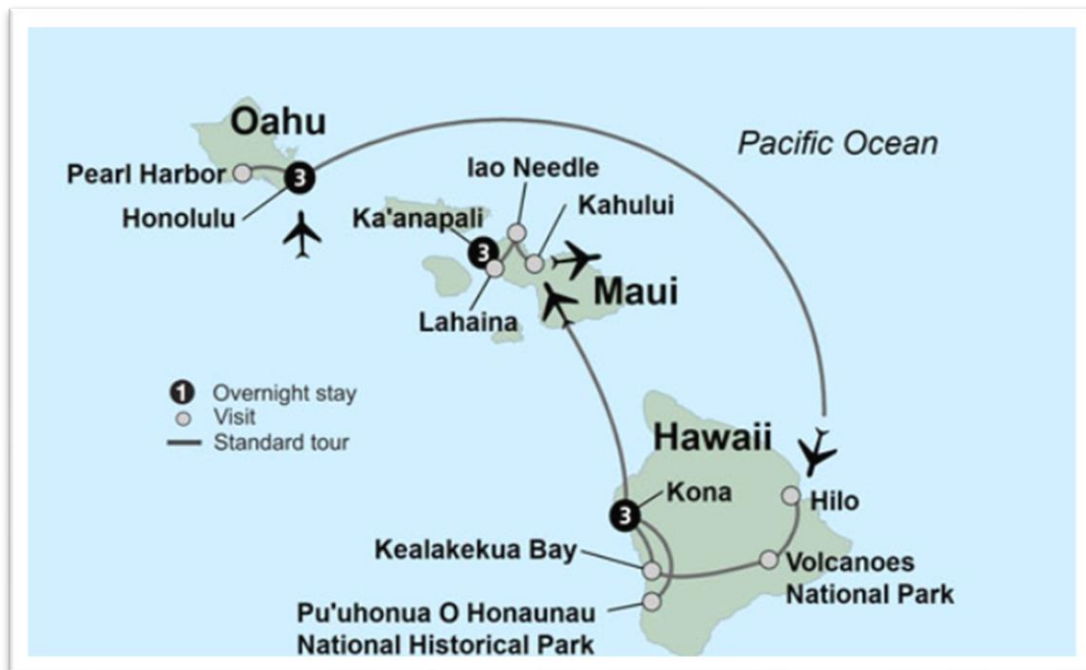 Oahu
Pacific Ocean
Pearl Harbor
3
Honolulu
Iao Needle
Kahului
Ka'anapali
3
Maui
Lahaina
1 Overnight stay
Visit
Standard tour
Hawaii
Kona
3
Hilo
Kealakekua Bay
Volcanoes
National Park
Pu'uhonua O Honaunau
National Historical Park